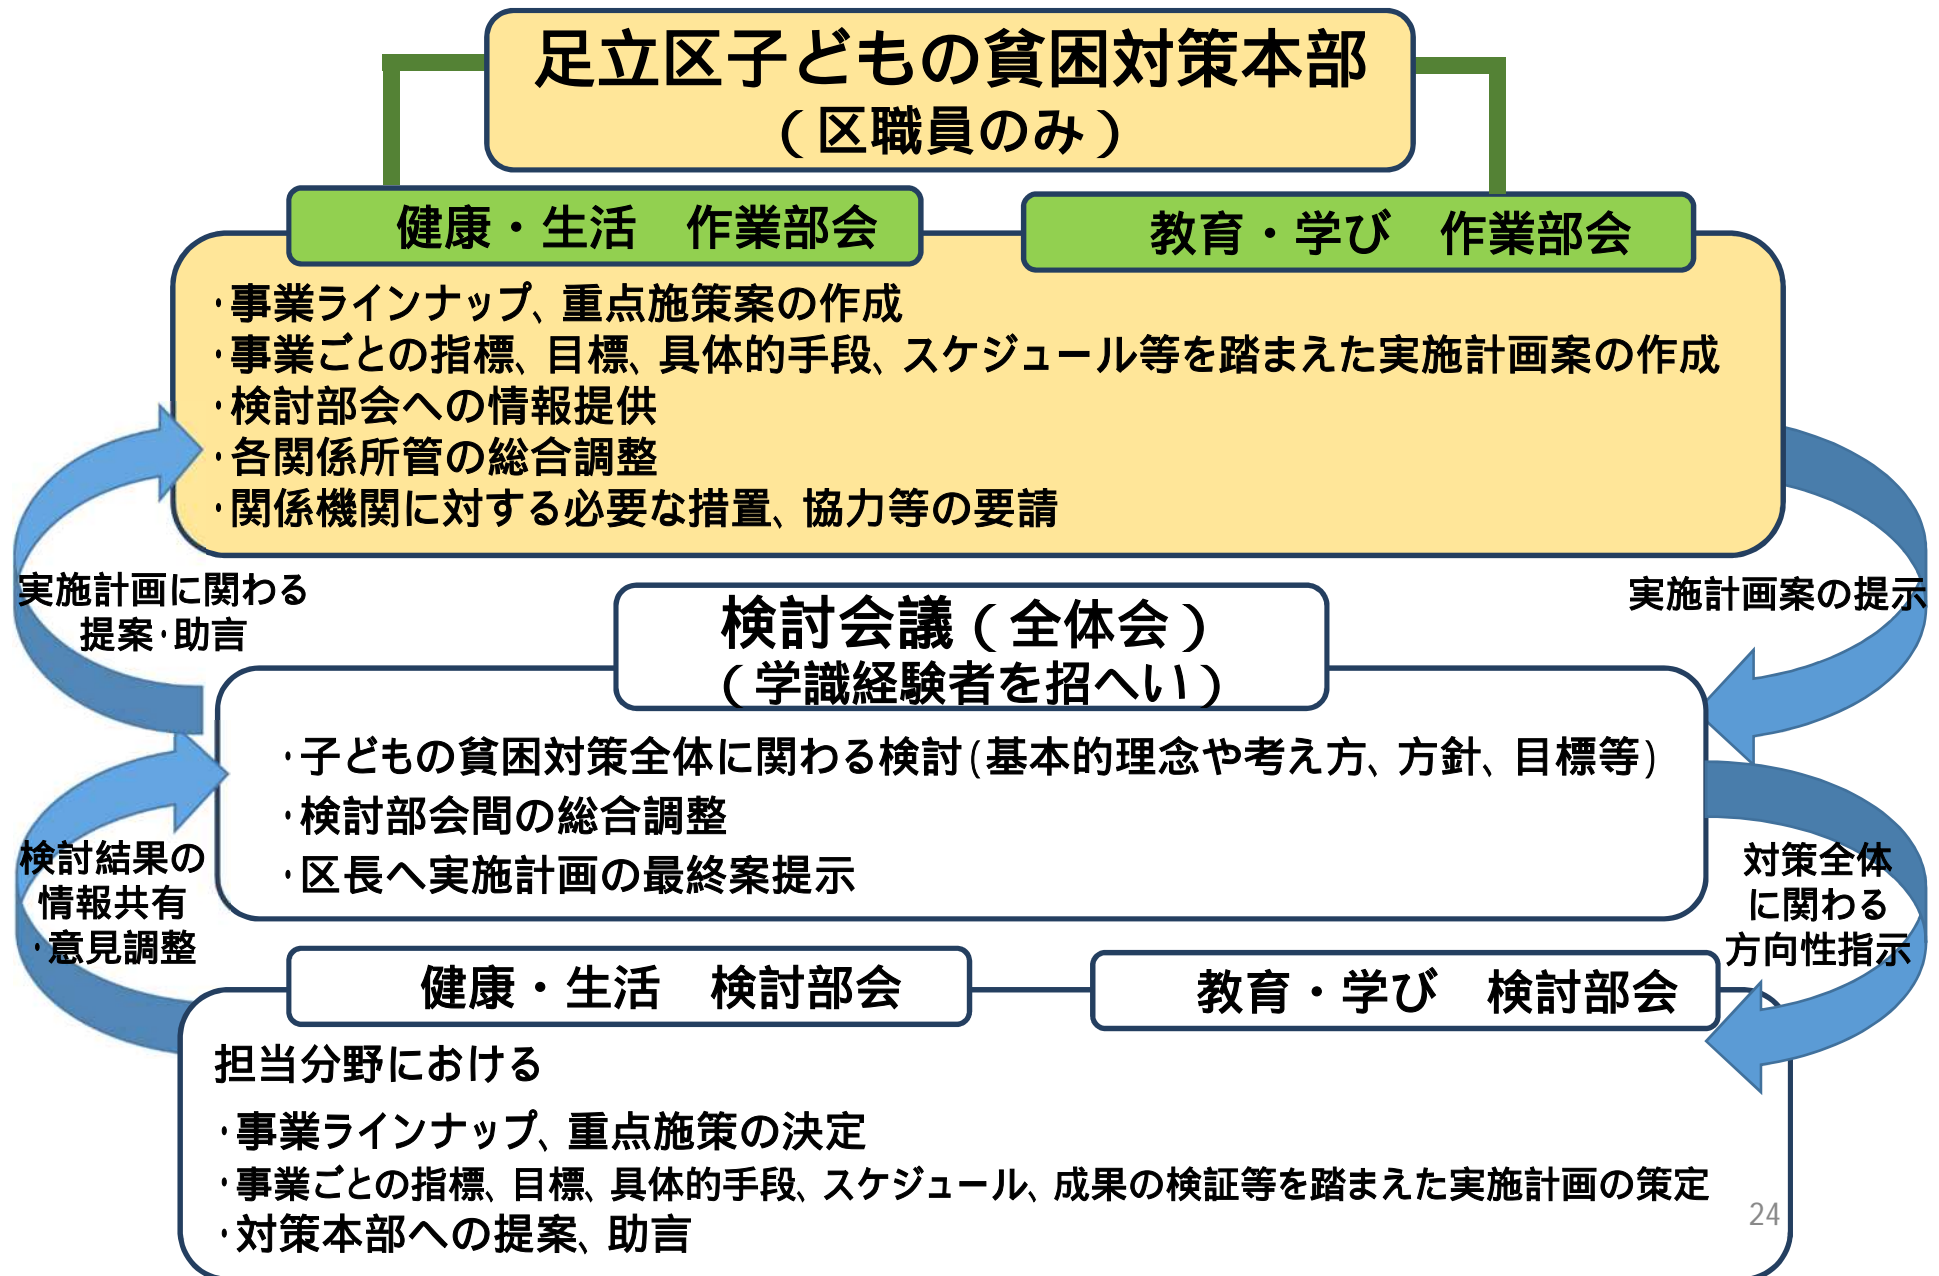 足立区子どもの貧困対策本部
（区職員のみ）
健康・生活　作業部会
教育・学び　作業部会
・事業ラインナップ、重点施策案の作成
・事業ごとの指標、目標、具体的手段、スケジュール等を踏まえた実施計画案の作成
・検討部会への情報提供
・各関係所管の総合調整
・関係機関に対する必要な措置、協力等の要請
実施計画に関わる
提案・助言
実施計画案の提示
検討会議（全体会）
（学識経験者を招へい）
・子どもの貧困対策全体に関わる検討(基本的理念や考え方、方針、目標等)
・検討部会間の総合調整
・区長へ実施計画の最終案提示
検討結果の
情報共有
・意見調整
対策全体
に関わる
方向性指示
健康・生活　検討部会
教育・学び　検討部会
担当分野における
・事業ラインナップ、重点施策の決定
・事業ごとの指標、目標、具体的手段、スケジュール、成果の検証等を踏まえた実施計画の策定
・対策本部への提案、助言
24